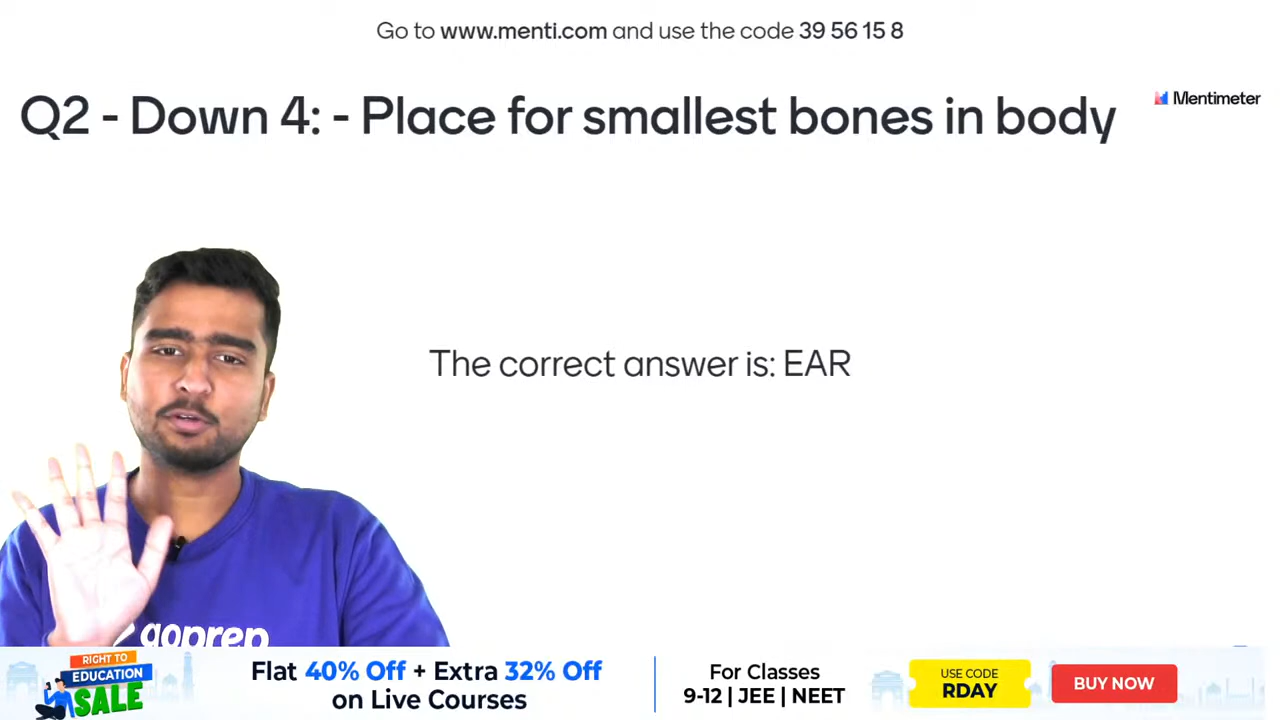 Go to www.menti.com and use the code 39 56 15 8
Q2 - Down 4: - Place for smallest bones in body
Mentimeter
The correct answer is: EAR
goprep
RIGHT TO
EDUCATION
SALE
Flat 40% Off + Extra 32% Off
on Live Courses
For Classes
9-12 | JEE | NEET
USE CODE
RDAY
BUY NOW